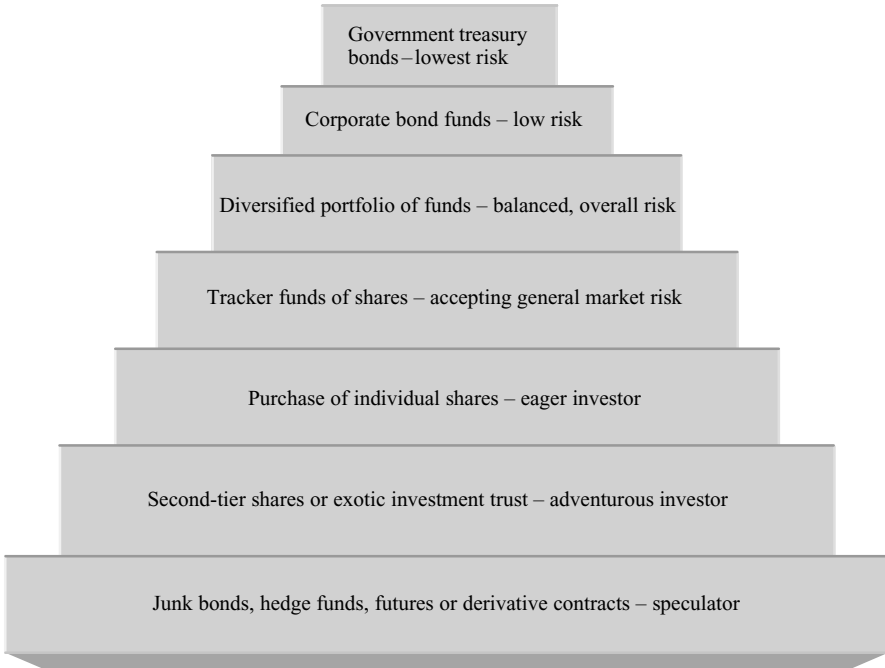 Government treasury
bonds – lowest risk
Corporate bond funds – low risk
Diversified portfolio of funds – balanced, overall risk
Tracker funds of shares – accepting general market risk
Purchase of individual shares – eager investor
Second-tier shares or exotic investment trust – adventurous investor
Junk bonds, hedge funds, futures or derivative contracts – speculator